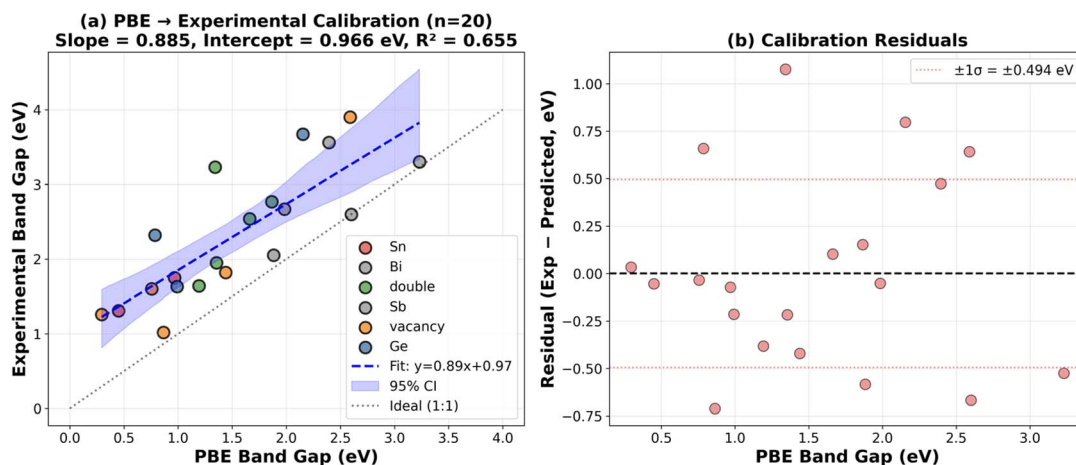 (a) PBE → Experimental Calibration (n=20)
Slope = 0.885, Intercept = 0.966 eV, R² = 0.655
Experimental Band Gap (eV)
4
3
2
1
0
0.0 0.5 1.0 1.5 2.0 2.5 3.0 3.5 4.0
PBE Band Gap (eV)
Sn
Bi
double
Sb
vacancy
Ge
Fit: y=0.89x+0.97
95% CI
Ideal (1:1)
(b) Calibration Residuals
±1σ = ±0.494 eV
Residual (Exp − Predicted, eV)
1.00
0.75
0.50
0.25
0.00
−0.25
−0.50
−0.75
0.5 1.0 1.5 2.0 2.5 3.0
PBE Band Gap (eV)